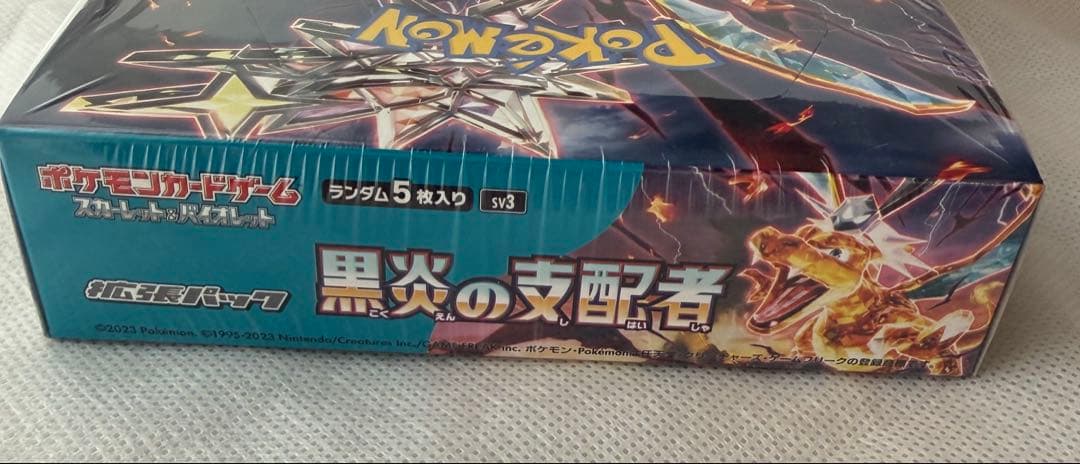 POKÉMON
ポケモンカードゲーム
スカーレット&バイオレット
ランダム5枚入り
SV3
拡張パック
黒炎の支配者
こく えん し はい しゃ
©2023 Pokémon. ©1995-2023 Nintendo/Creatures Inc./GAME FREAK inc. ポケモン・Pokémonは任天堂・クリーチャーズ・ゲームフリークの登録商標です。